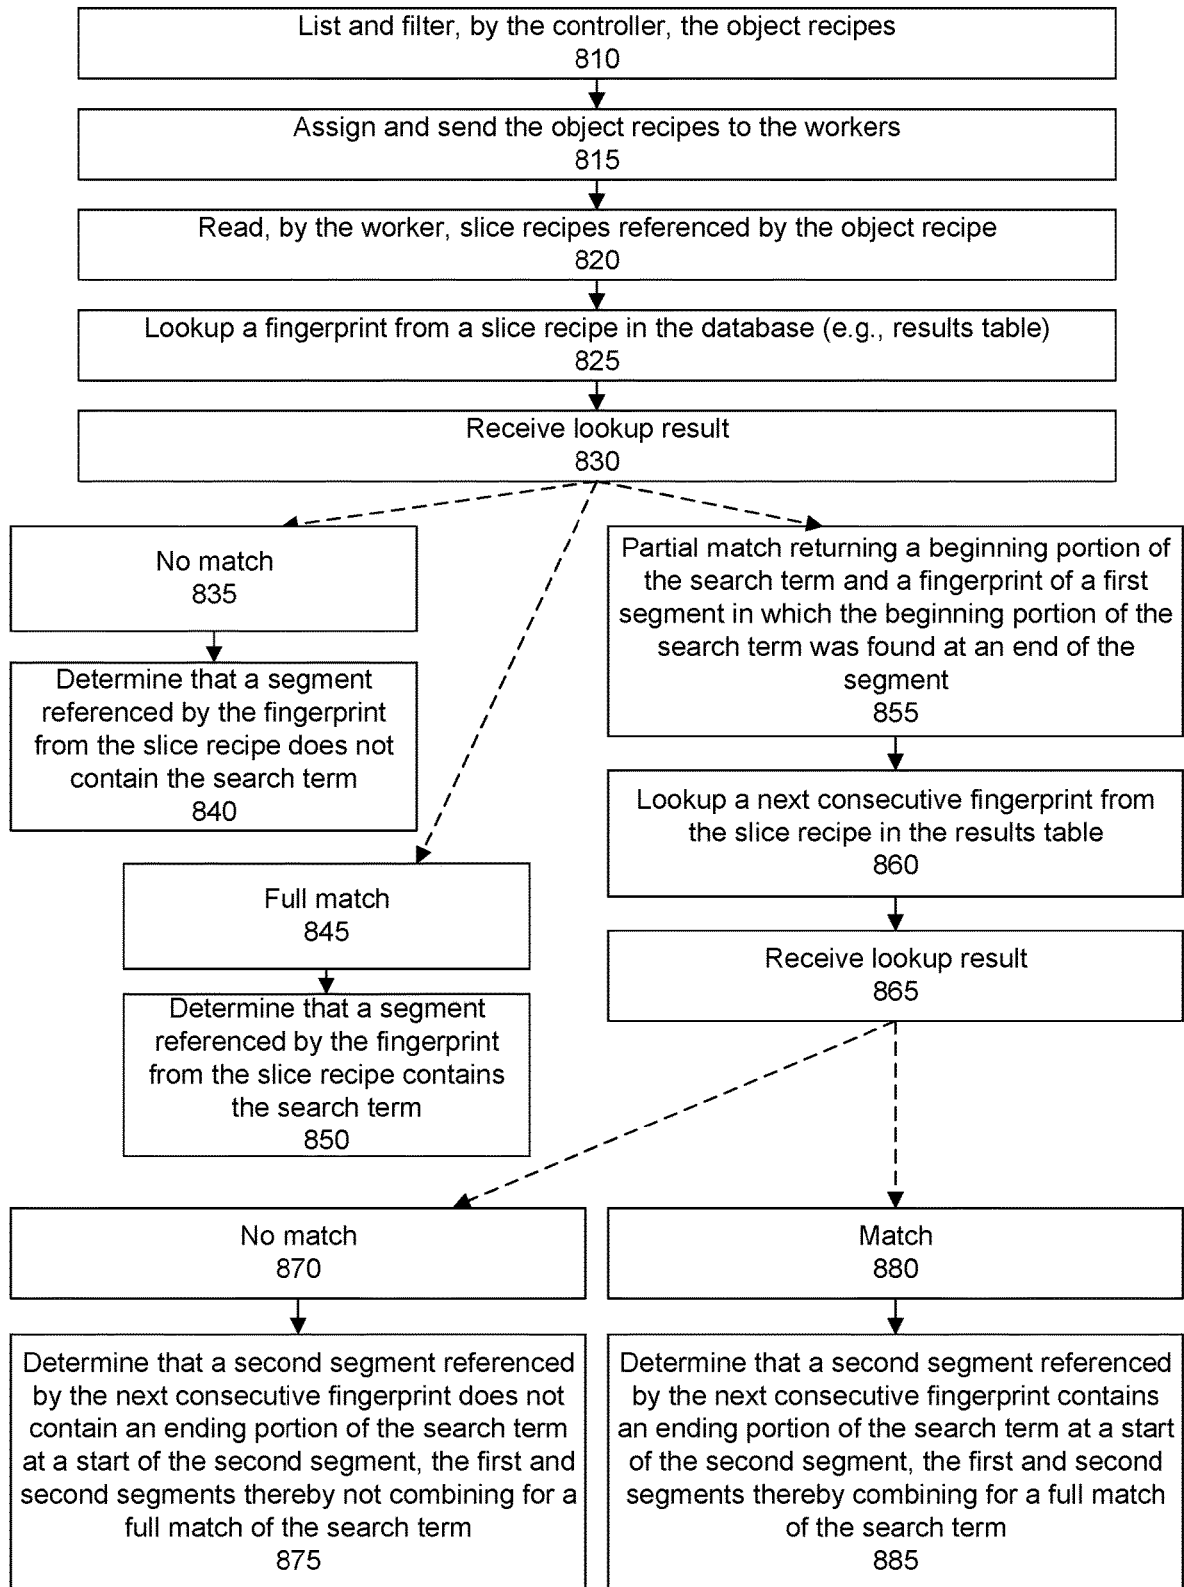 List and filter, by the controller, the object recipes
810
Assign and send the object recipes to the workers
815
Read, by the worker, slice recipes referenced by the object recipe
820
Lookup a fingerprint from a slice recipe in the database (e.g., results table)
825
Receive lookup result
830
No match
835
Determine that a segment
referenced by the fingerprint
from the slice recipe does not
contain the search term
840
Full match
845
Determine that a segment
referenced by the fingerprint
from the slice recipe contains
the search term
850
Partial match returning a beginning portion of
the search term and a fingerprint of a first
segment in which the beginning portion of the
search term was found at an end of the
segment
855
Lookup a next consecutive fingerprint from
the slice recipe in the results table
860
Receive lookup result
865
No match
870
Determine that a second segment referenced
by the next consecutive fingerprint does not
contain an ending portion of the search term
at a start of the second segment, the first and
second segments thereby not combining for a
full match of the search term
875
Match
880
Determine that a second segment referenced
by the next consecutive fingerprint contains
an ending portion of the search term at a start
of the second segment, the first and second
segments thereby combining for a full match
of the search term
885